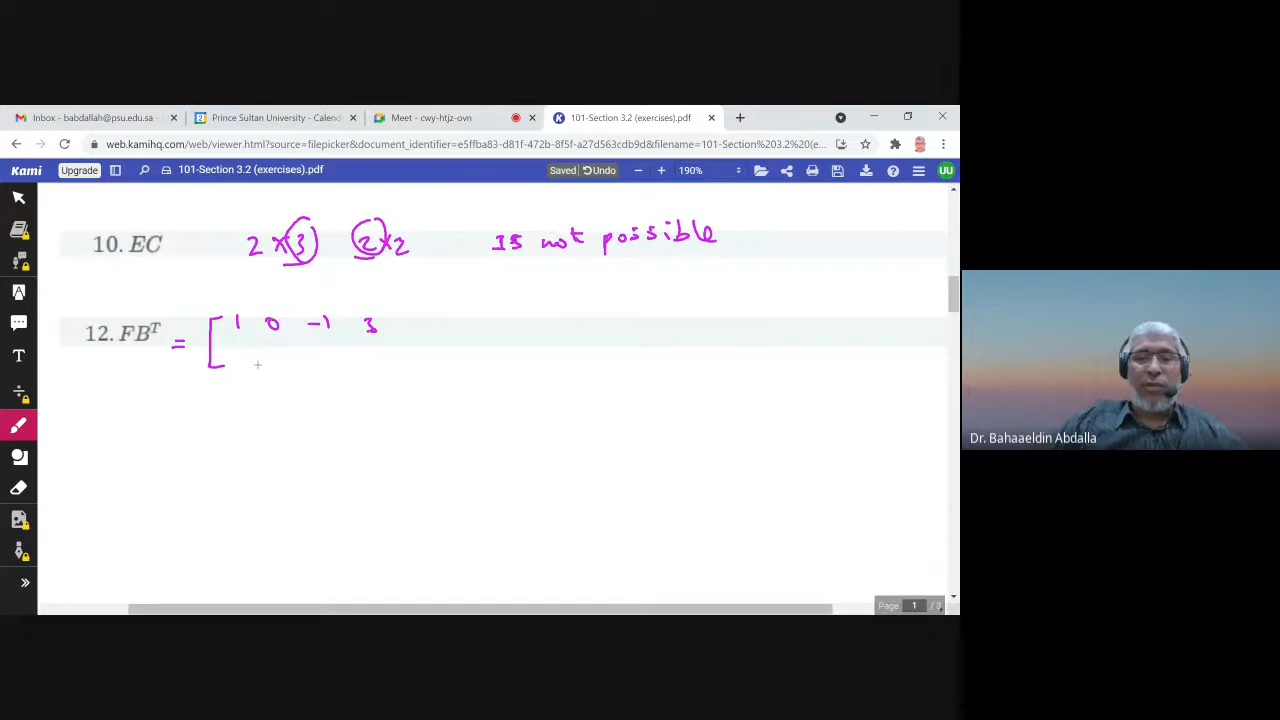 Inbox - babdallah@psu.edu.sa -
Prince Sultan University - Calend
Meet - cwy-htjz-ovn
101-Section 3.2 (exercises).pdf
web.kamihq.com/web/viewer.html?source=filepicker&document_identifier=e5ffba83-d81f-472b-8f5f-a27d563cdb9d&filename=101-Section%203.2%20(e...
Kami Upgrade 101-Section 3.2 (exercises).pdf Saved Undo 190% UU
10. EC 2×3 2×2 is not possible
12. FBᵀ = [ 1 0 -1 3
Dr. Bahaaeldin Abdalla
Page 1 / 3